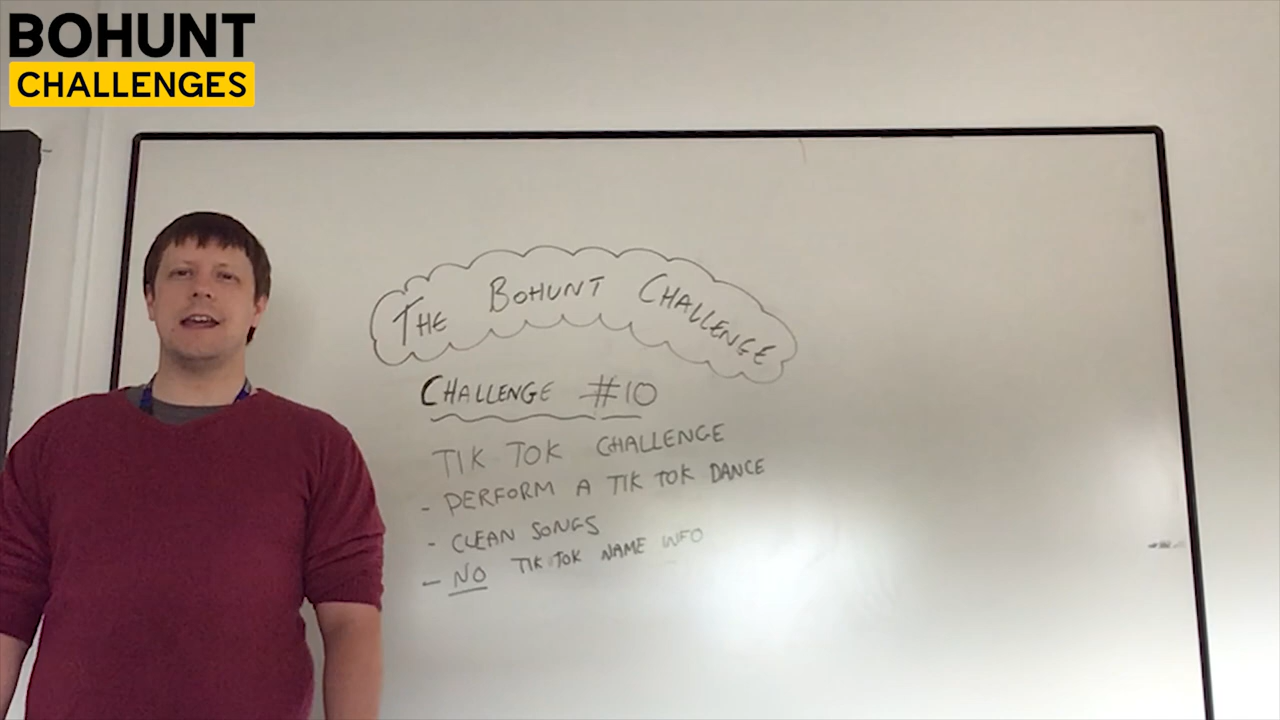 BOHUNT
CHALLENGES
THE BOHUNT CHALLENGE
CHALLENGE #10
TIK TOK CHALLENGE
- PERFORM A TIK TOK DANCE
- CLEAN SONGS
- NO TIK TOK NAME INFO